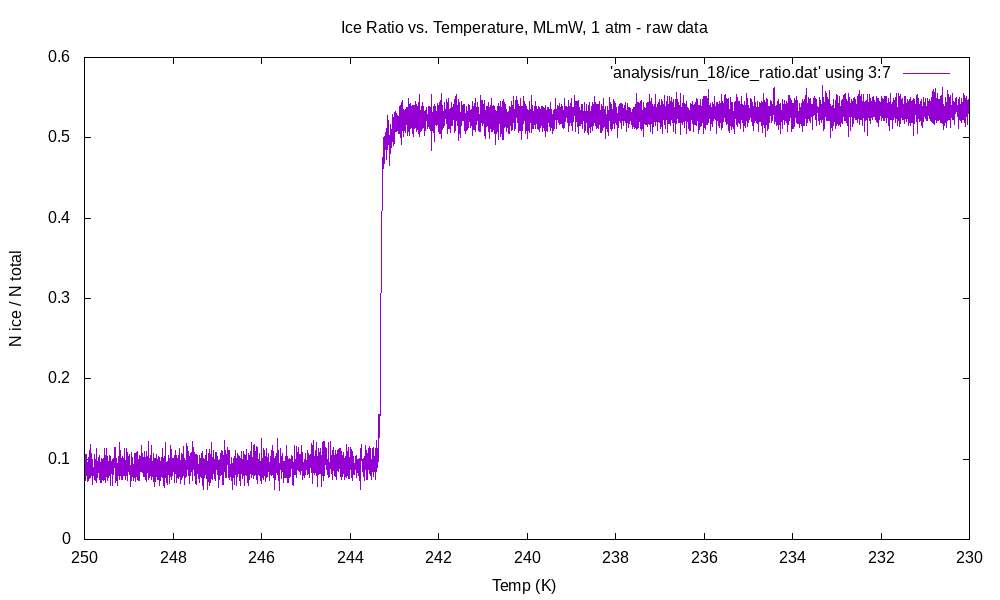 Ice Ratio vs. Temperature, MLmW, 1 atm - raw data
'analysis/run_18/ice_ratio.dat' using 3:7
0.6
0.5
0.4
0.3
0.2
0.1
0
N ice / N total
250 248 246 244 242 240 238 236 234 232 230
Temp (K)